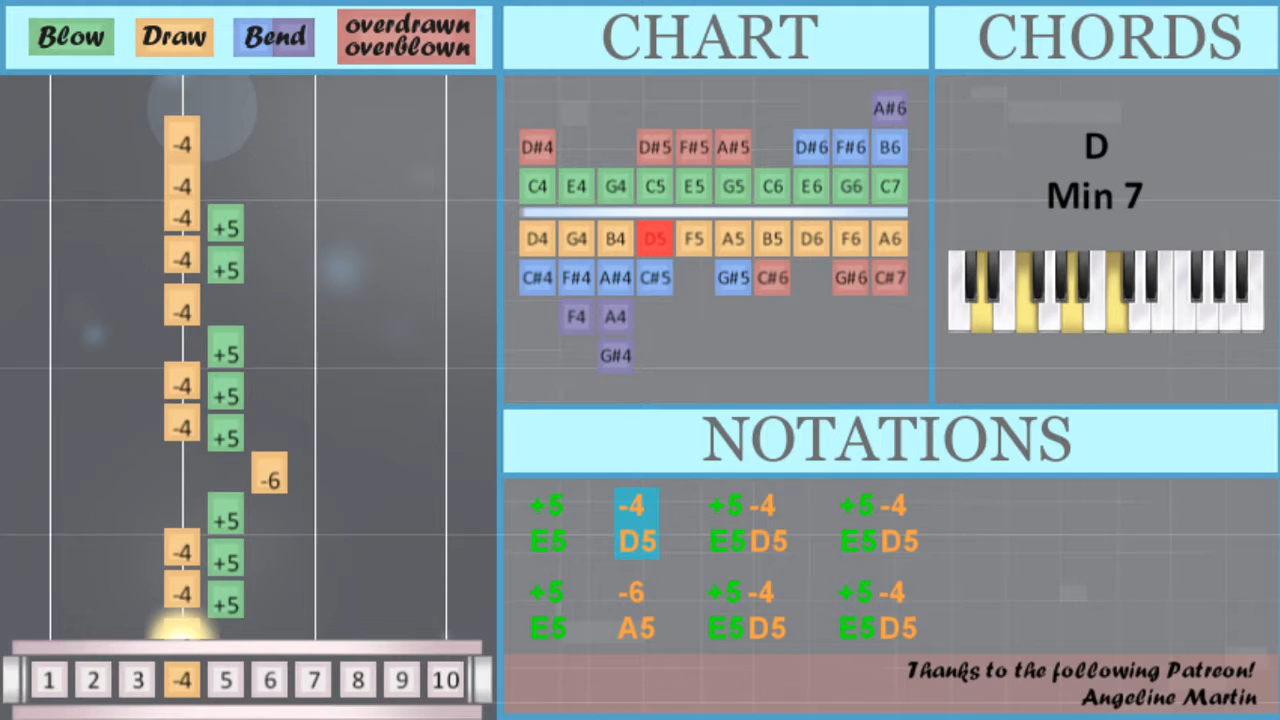 Blow Draw Bend overdrawn
overblown
CHART
CHORDS
-4
-4
-4 +5
-4 +5
-4
+5
-4 +5
-4 +5
-6
+5
-4 +5
-4 +5
1 2 3 -4 5 6 7 8 9 10
A#6
D#4 D#5 F#5 A#5 D#6 F#6 B6
C4 E4 G4 C5 E5 G5 C6 E6 G6 C7
D4 G4 B4 D5 F5 A5 B5 D6 F6 A6
C#4 F#4 A#4 C#5 G#5 C#6 G#6 C#7
F4 A4
G#4
D
Min 7
NOTATIONS
+5 -4 +5 -4 +5 -4
E5 D5 E5 D5 E5 D5
+5 -6 +5 -4 +5 -4
E5 A5 E5 D5 E5 D5
Thanks to the following Patreon!
Angeline Martin